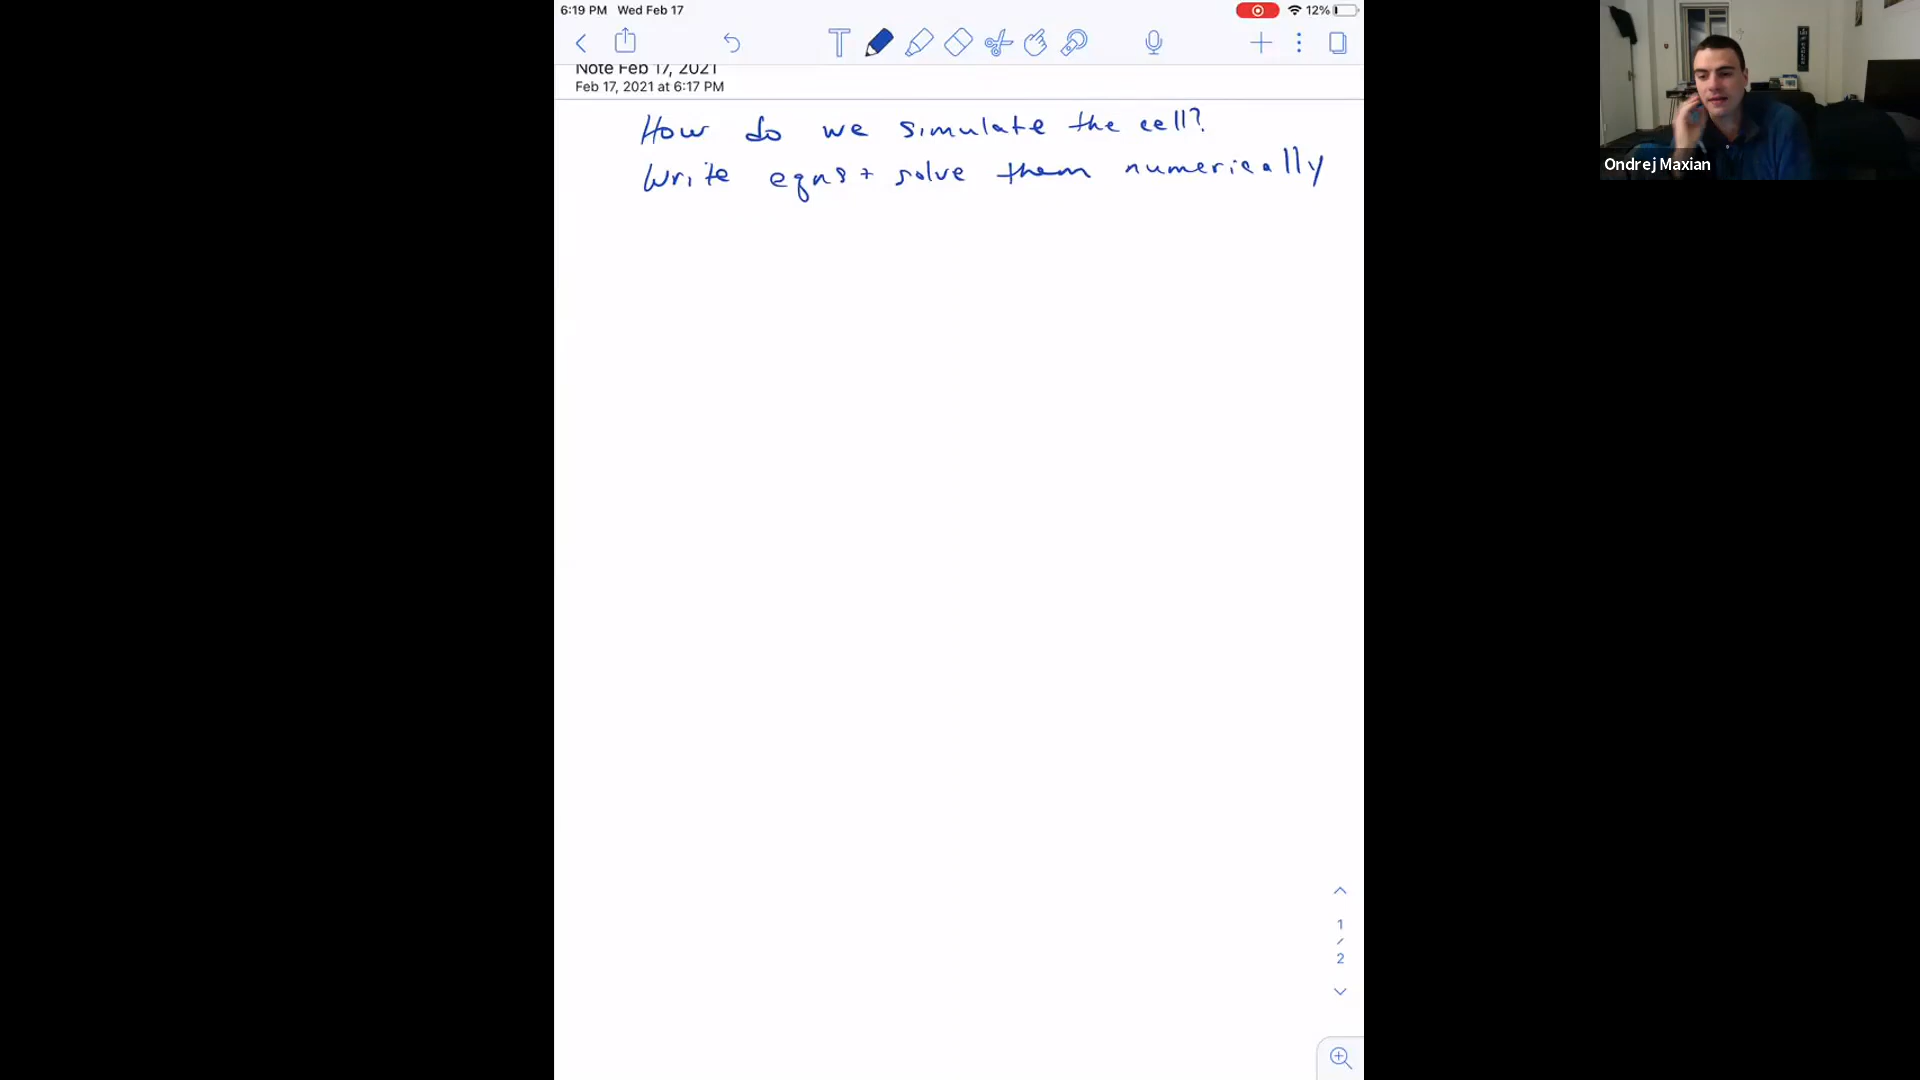 6:19 PM Wed Feb 17
12%
Note Feb 17, 2021
Feb 17, 2021 at 6:17 PM
How do we simulate the cell?
Write eqns + solve them numerically
Ondrej Maxian
1
/
2